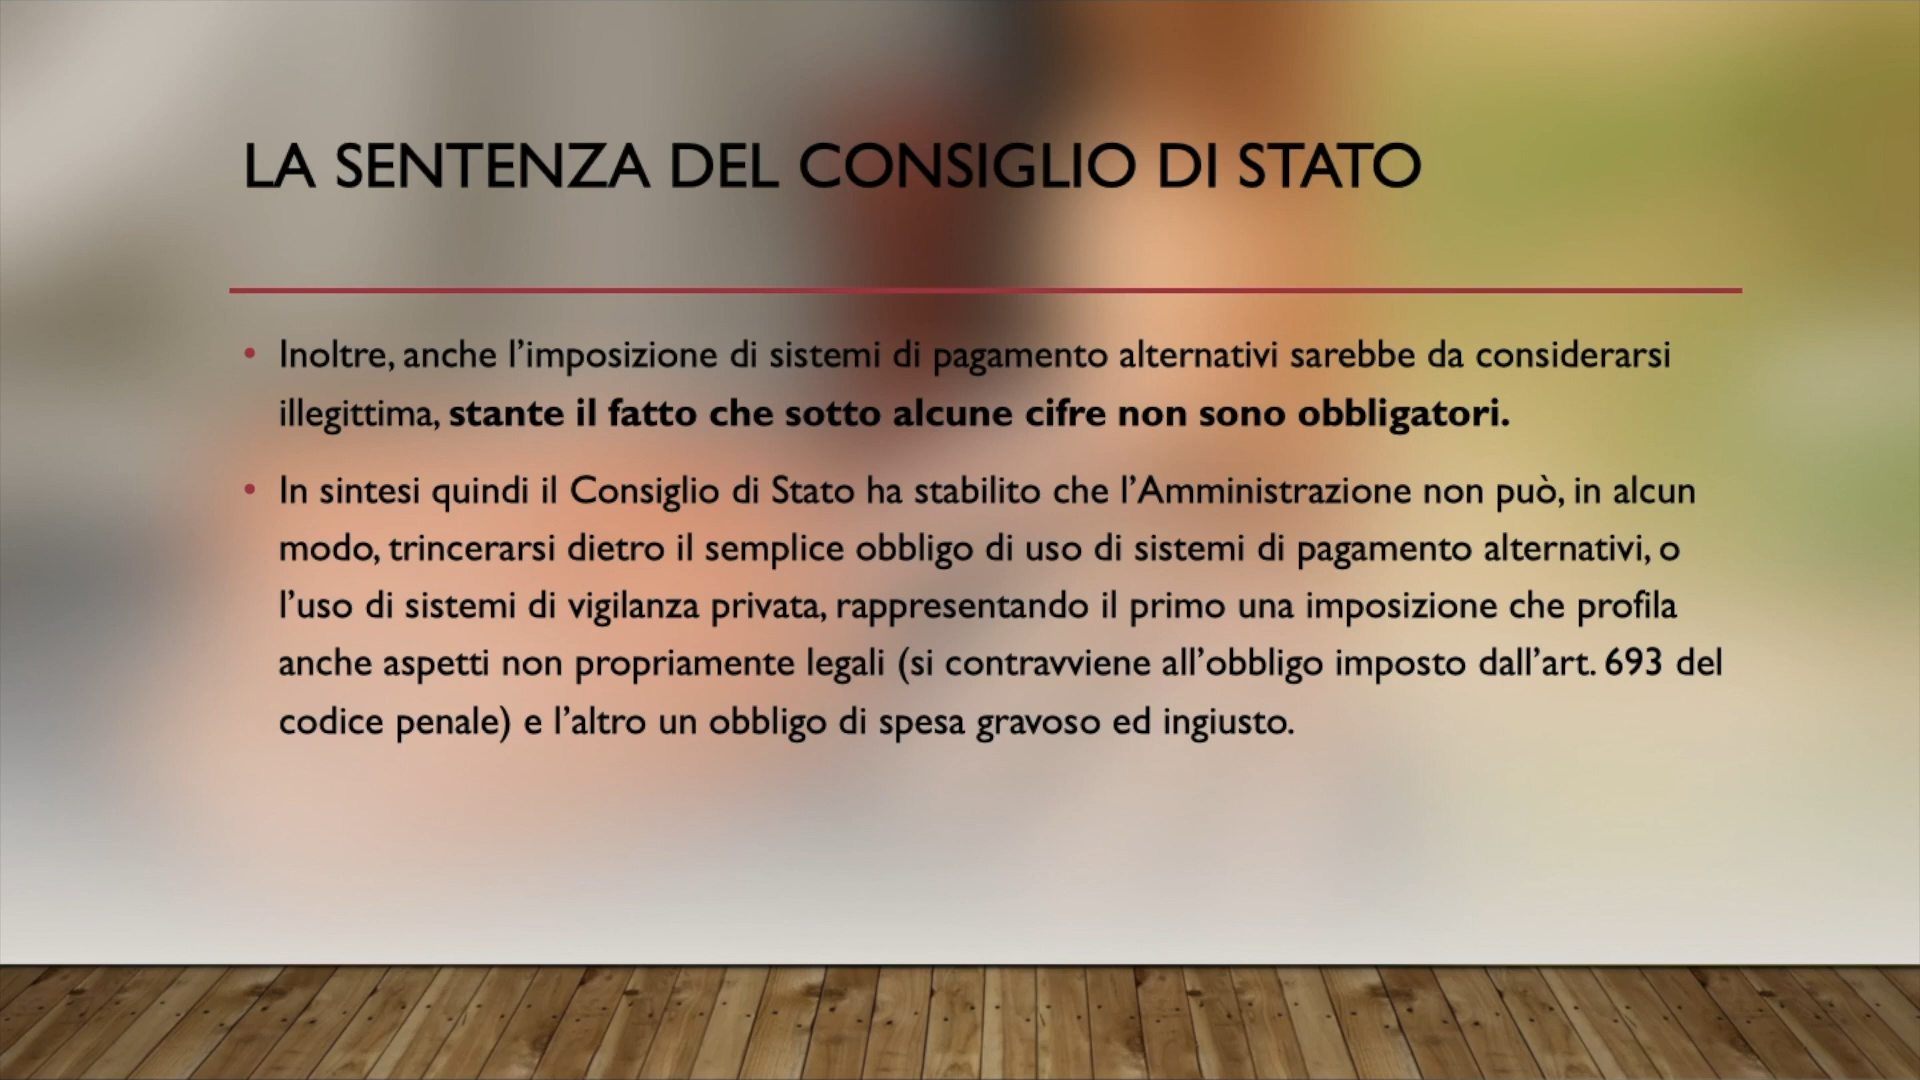 LA SENTENZA DEL CONSIGLIO DI STATO
• Inoltre, anche l’imposizione di sistemi di pagamento alternativi sarebbe da considerarsi
illegittima, stante il fatto che sotto alcune cifre non sono obbligatori.
• In sintesi quindi il Consiglio di Stato ha stabilito che l’Amministrazione non può, in alcun
modo, trincerarsi dietro il semplice obbligo di uso di sistemi di pagamento alternativi, o
l’uso di sistemi di vigilanza privata, rappresentando il primo una imposizione che profila
anche aspetti non propriamente legali (si contravviene all’obbligo imposto dall’art. 693 del
codice penale) e l’altro un obbligo di spesa gravoso ed ingiusto.